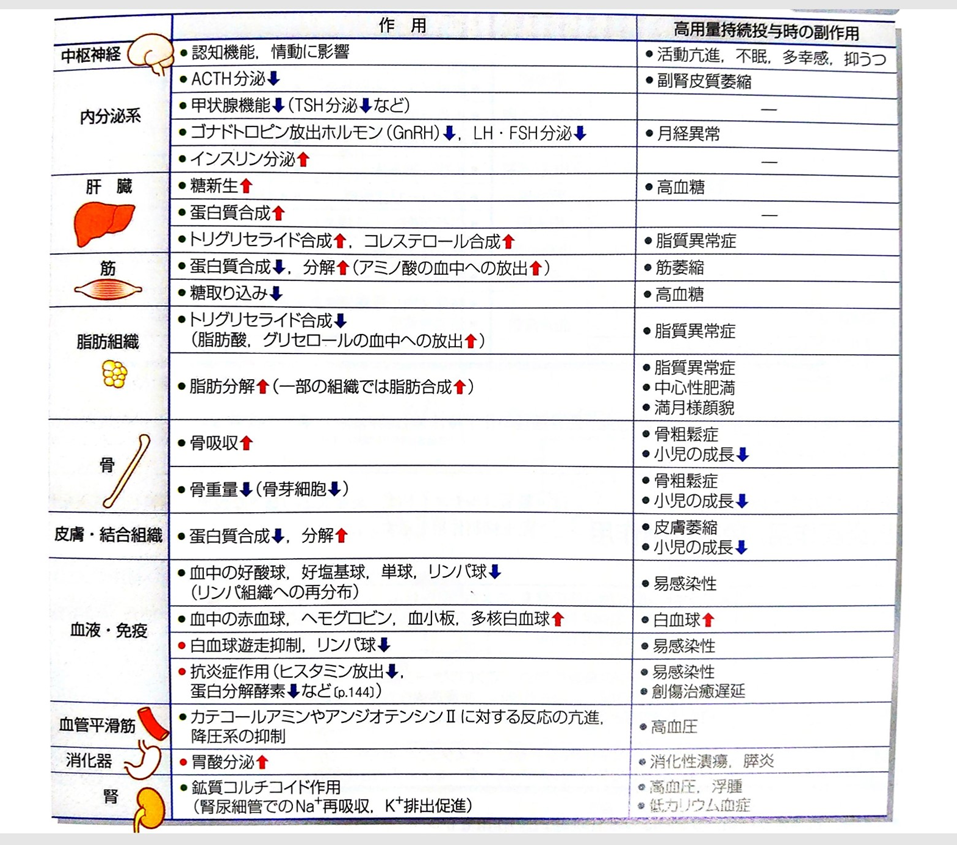 作用　高用量持続投与時の副作用
中枢神経　●認知機能，情動に影響　●活動亢進，不眠，多幸感，抑うつ
内分泌系　●ACTH分泌⬇　●副腎皮質萎縮
●甲状腺機能⬇(TSH分泌⬇など)　―
●ゴナドトロピン放出ホルモン(GnRH)⬇，LH・FSH分泌⬇　●月経異常
●インスリン分泌⬆　―
肝臓　●糖新生⬆　●高血糖
●蛋白質合成⬆　―
●トリグリセライド合成⬆，コレステロール合成⬆　●脂質異常症
筋　●蛋白質合成⬇，分解⬆(アミノ酸の血中への放出⬆)　●筋萎縮
●糖取り込み⬇　●高血糖
脂肪組織　●トリグリセライド合成⬇
(脂肪酸，グリセロールの血中への放出⬆)　●脂質異常症
●脂肪分解⬆(一部の組織では脂肪合成⬆)　●脂質異常症
●中心性肥満
●満月様顔貌
骨　●骨吸収⬆　●骨粗鬆症
●小児の成長⬇
●骨重量⬇(骨芽細胞⬇)　●骨粗鬆症
●小児の成長⬇
皮膚・結合組織　●蛋白質合成⬇，分解⬆　●皮膚萎縮
●小児の成長⬇
血液・免疫　●血中の好酸球，好塩基球，単球，リンパ球⬇
(リンパ組織への再分布)　●易感染性
●血中の赤血球，ヘモグロビン，血小板，多核白血球⬆　●白血球⬆
●白血球遊走抑制，リンパ球⬇　●易感染性
●抗炎症作用(ヒスタミン放出⬇，　●易感染性
蛋白分解酵素⬇など〔p.144〕)　●創傷治癒遅延
血管平滑筋　●カテコールアミンやアンジオテンシンⅡに対する反応の亢進，
降圧系の抑制　●高血圧
消化器　●胃酸分泌⬆　●消化性潰瘍，膵炎
腎　●鉱質コルチコイド作用　●高血圧，浮腫
(腎尿細管でのNa⁺再吸収，K⁺排出促進)　●低カリウム血症